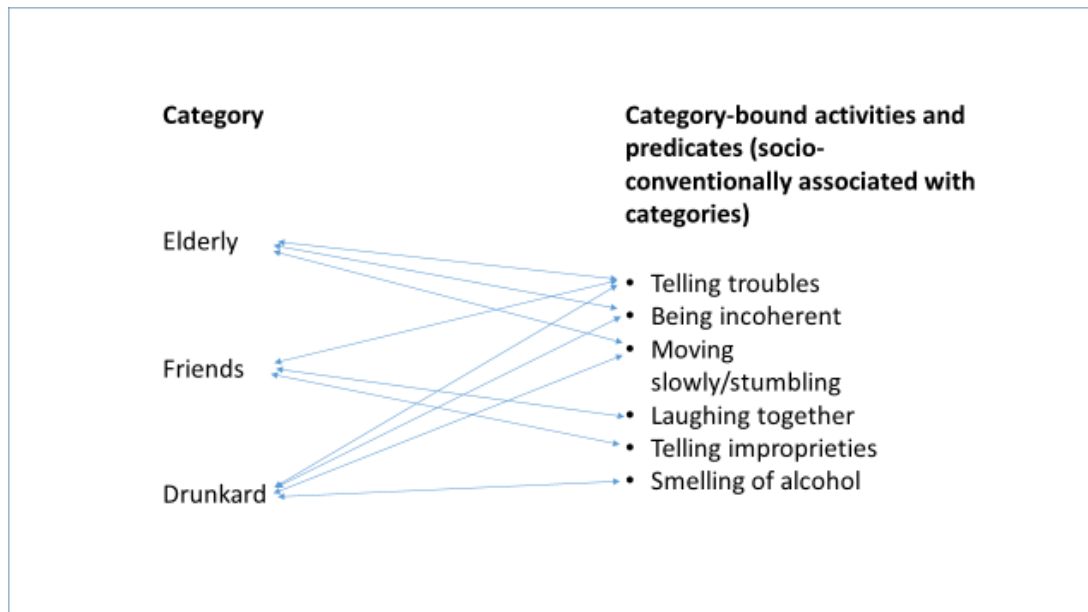 Category
Category-bound activities and
predicates (socio-
conventionally associated with
categories)
Elderly
Friends
Drunkard
• Telling troubles
• Being incoherent
• Moving
slowly/stumbling
• Laughing together
• Telling improprieties
• Smelling of alcohol